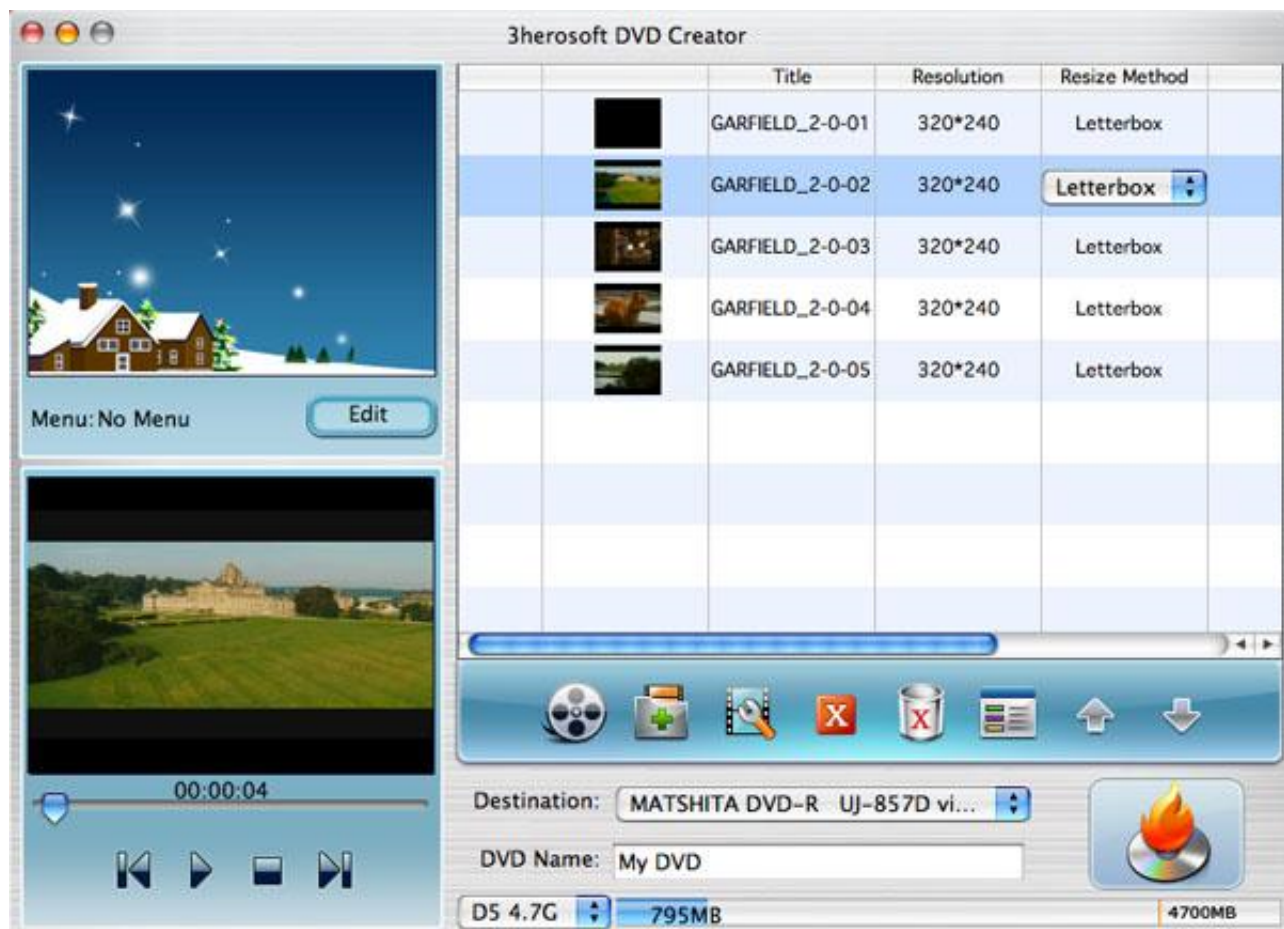 3herosoft DVD Creator
Title Resolution Resize Method
GARFIELD_2-0-01 320*240 Letterbox
GARFIELD_2-0-02 320*240 Letterbox
GARFIELD_2-0-03 320*240 Letterbox
GARFIELD_2-0-04 320*240 Letterbox
GARFIELD_2-0-05 320*240 Letterbox
Menu: No Menu Edit
00:00:04
Destination: MATSHITA DVD-R UJ-857D vi...
DVD Name: My DVD
D5 4.7G 795MB 4700MB